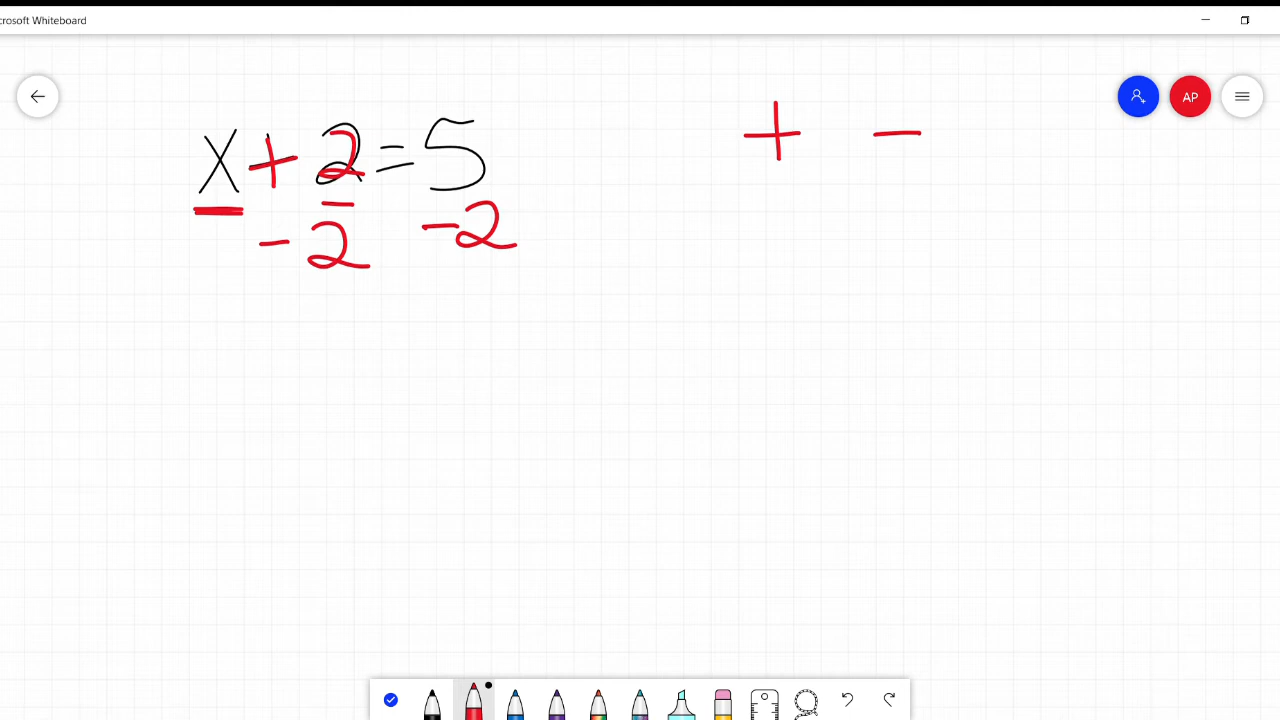 crosoft Whiteboard
AP
x + 2 = 5
+ -
- 2 -2